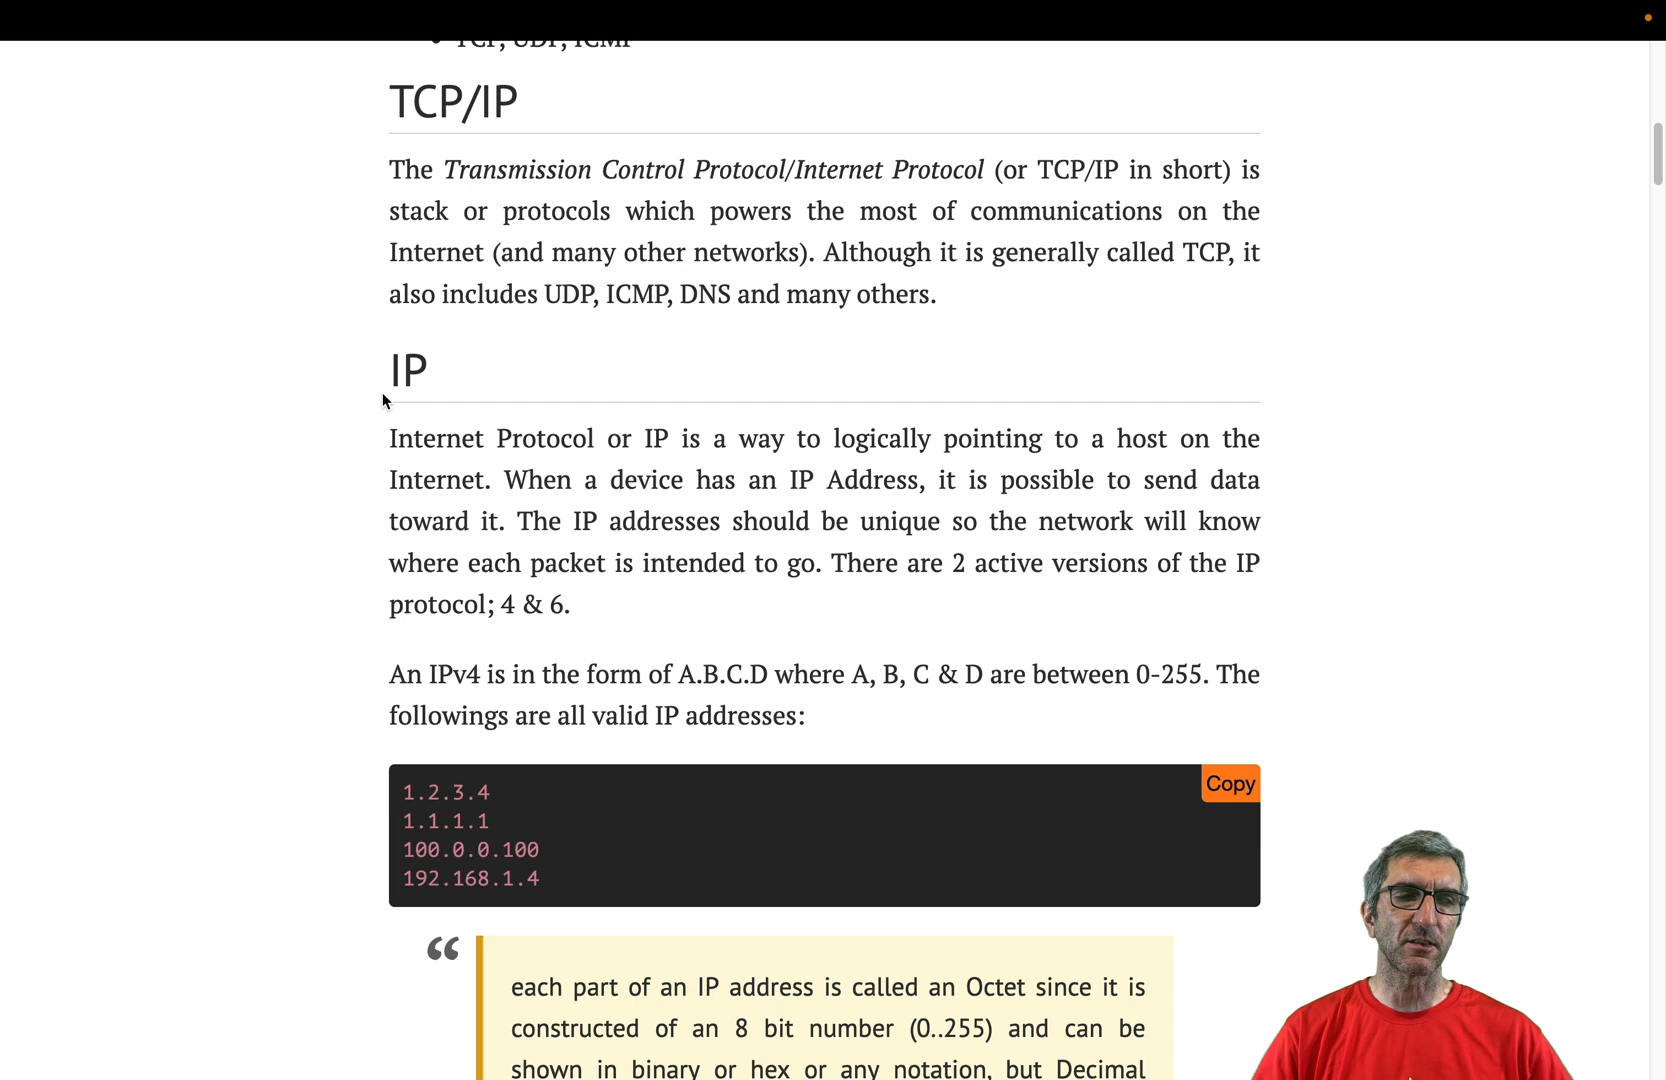 TCP, UDP, ICMP
TCP/IP
The Transmission Control Protocol/Internet Protocol (or TCP/IP in short) is
stack or protocols which powers the most of communications on the
Internet (and many other networks). Although it is generally called TCP, it
also includes UDP, ICMP, DNS and many others.
IP
Internet Protocol or IP is a way to logically pointing to a host on the
Internet. When a device has an IP Address, it is possible to send data
toward it. The IP addresses should be unique so the network will know
where each packet is intended to go. There are 2 active versions of the IP
protocol; 4 & 6.
An IPv4 is in the form of A.B.C.D where A, B, C & D are between 0-255. The
followings are all valid IP addresses:
Copy
1.2.3.4
1.1.1.1
100.0.0.100
192.168.1.4
“
each part of an IP address is called an Octet since it is
constructed of an 8 bit number (0..255) and can be
shown in binary or hex or any notation, but Decimal